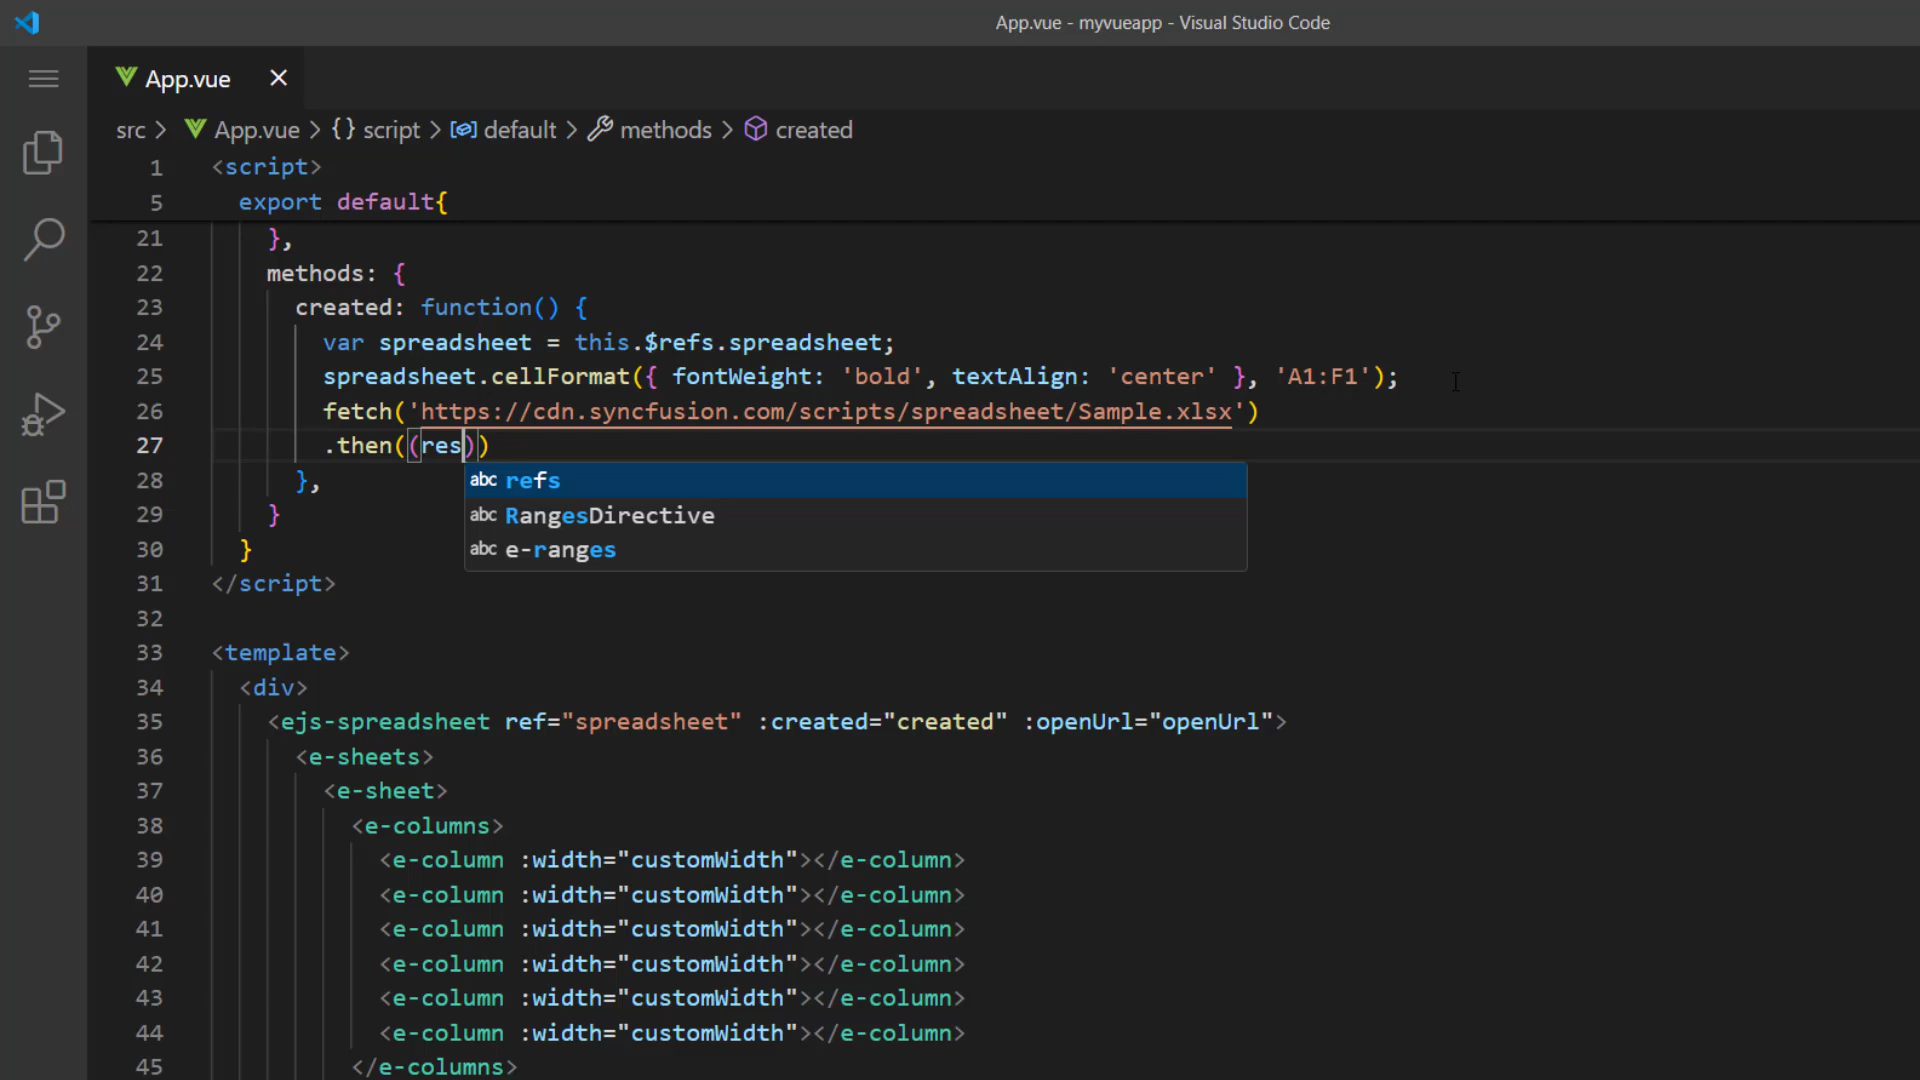 App.vue - myvueapp - Visual Studio Code
App.vue
src > App.vue > {} script > default > methods > created
1 <script>
5 export default{
21 },
22 methods: {
23 created: function() {
24 var spreadsheet = this.$refs.spreadsheet;
25 spreadsheet.cellFormat({ fontWeight: 'bold', textAlign: 'center' }, 'A1:F1');
26 fetch('https://cdn.syncfusion.com/scripts/spreadsheet/Sample.xlsx')
27 .then((res))
28 },
abc refs
29 }
abc RangesDirective
30 }
abc e-ranges
31 </script>
32
33 <template>
34 <div>
35 <ejs-spreadsheet ref="spreadsheet" :created="created" :openUrl="openUrl">
36 <e-sheets>
37 <e-sheet>
38 <e-columns>
39 <e-column :width="customWidth"></e-column>
40 <e-column :width="customWidth"></e-column>
41 <e-column :width="customWidth"></e-column>
42 <e-column :width="customWidth"></e-column>
43 <e-column :width="customWidth"></e-column>
44 <e-column :width="customWidth"></e-column>
45 </e-columns>